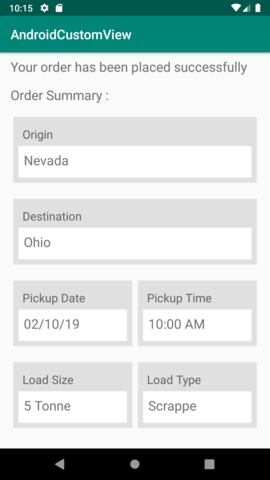 10:15
AndroidCustomView
Your order has been placed successfully
Order Summary :
Origin
Nevada
Destination
Ohio
Pickup Date
Pickup Time
02/10/19
10:00 AM
Load Size
Load Type
5 Tonne
Scrappe